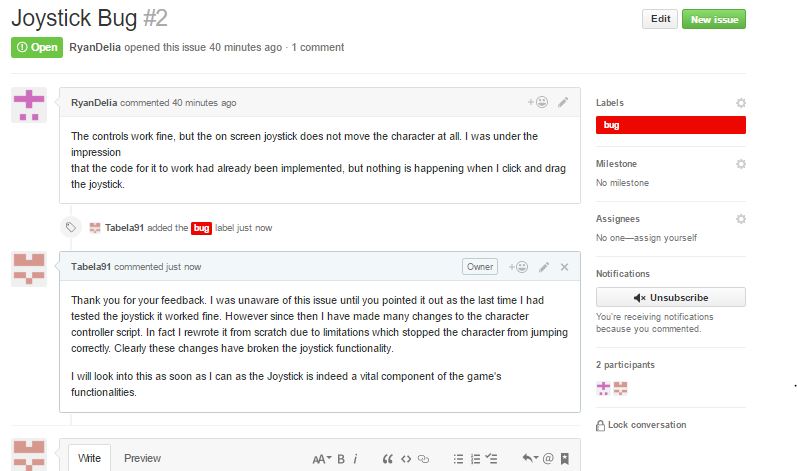 Joystick Bug #2
Edit
New issue
Open
RyanDelia opened this issue 40 minutes ago · 1 comment
RyanDelia commented 40 minutes ago
The controls work fine, but the on screen joystick does not move the character at all. I was under the
impression
that the code for it to work had already been implemented, but nothing is happening when I click and drag
the joystick.
Tabela91 added the bug label just now
Tabela91 commented just now
Owner
Thank you for your feedback. I was unaware of this issue until you pointed it out as the last time I had
tested the joystick it worked fine. However since then I have made many changes to the character
controller script. In fact I rewrote it from scratch due to limitations which stopped the character from jumping
correctly. Clearly these changes have broken the joystick functionality.
I will look into this as soon as I can as the Joystick is indeed a vital component of the game's
functionalities.
Write
Preview
AA
B
i
Labels
bug
Milestone
No milestone
Assignees
No one—assign yourself
Notifications
Unsubscribe
You're receiving notifications
because you commented.
2 participants
Lock conversation